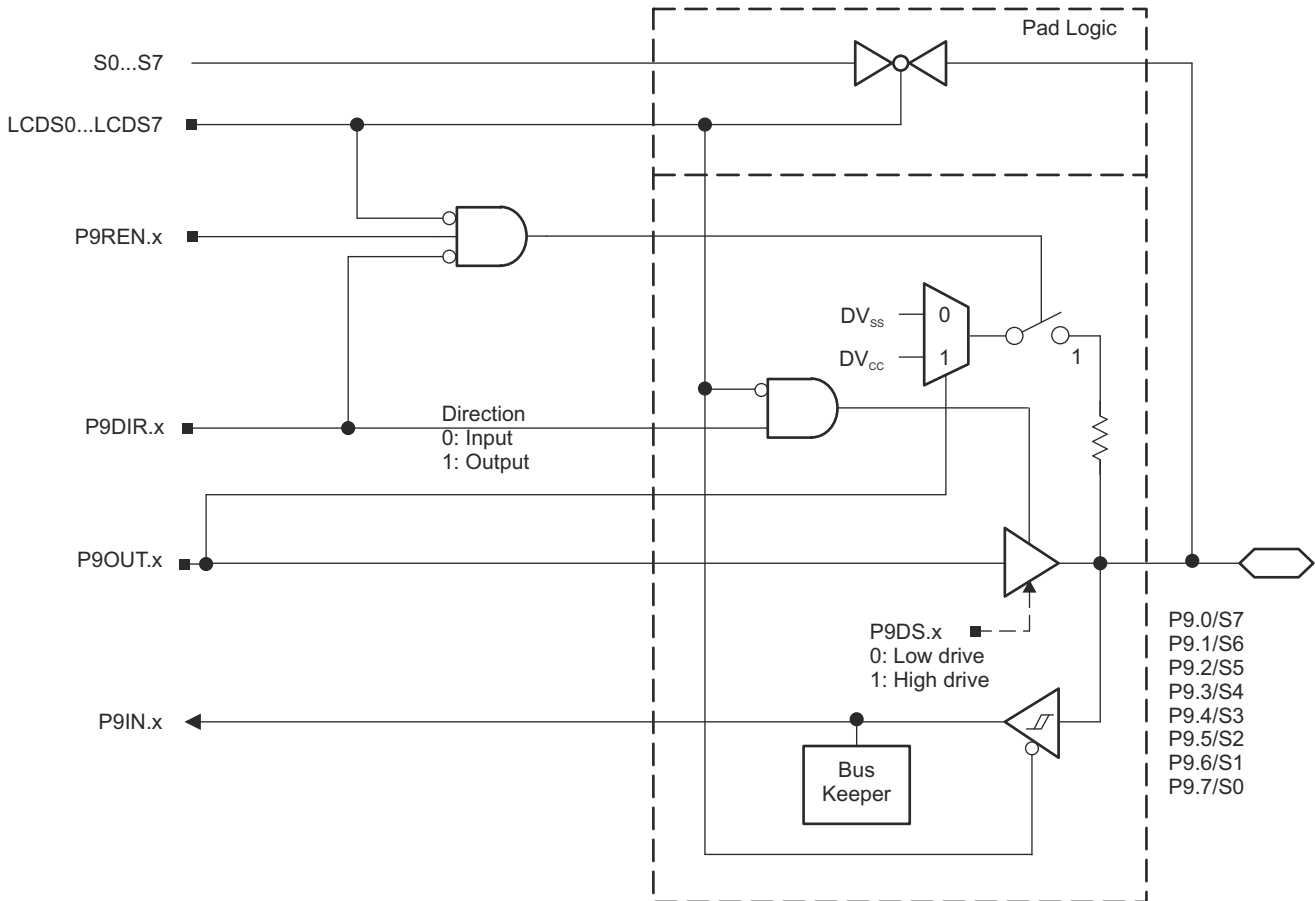 Pad Logic
S0...S7
LCDS0...LCDS7
P9REN.x
DVSS
0
DVCC
1
1
P9DIR.x
Direction
0: Input
1: Output
P9OUT.x
P9DS.x
0: Low drive
1: High drive
P9.0/S7
P9.1/S6
P9.2/S5
P9.3/S4
P9.4/S3
P9.5/S2
P9.6/S1
P9.7/S0
P9IN.x
Bus
Keeper